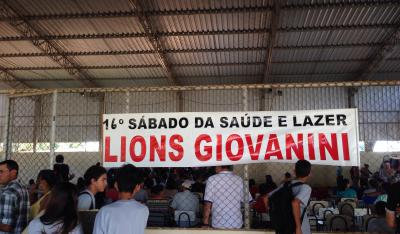 16º SÁBADO DA SAÚDE E LAZER
LIONS GIOVANINI